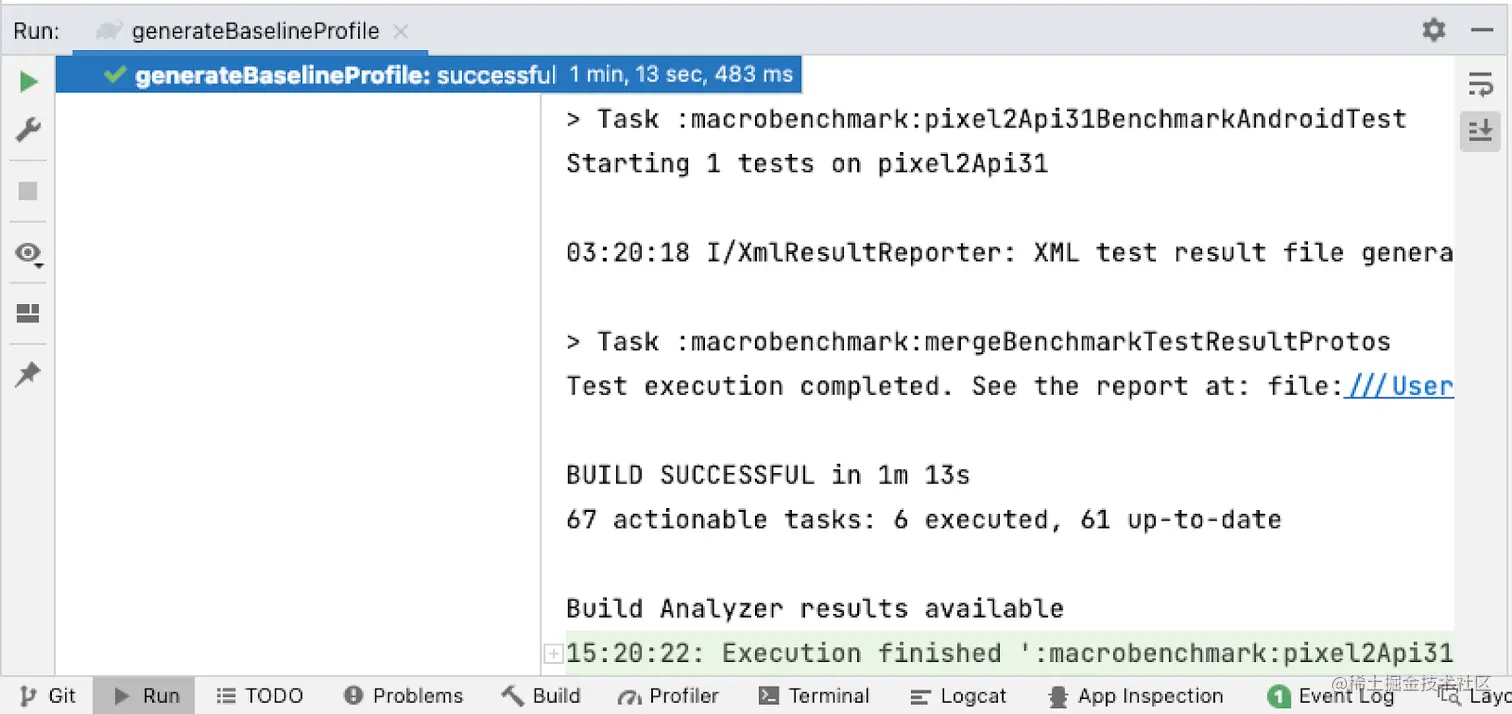 Run: generateBaselineProfile
generateBaselineProfile: successful 1 min, 13 sec, 483 ms
> Task :macrobenchmark:pixel2Api31BenchmarkAndroidTest
Starting 1 tests on pixel2Api31
03:20:18 I/XmlResultReporter: XML test result file genera
> Task :macrobenchmark:mergeBenchmarkTestResultProtos
Test execution completed. See the report at: file:///User
BUILD SUCCESSFUL in 1m 13s
67 actionable tasks: 6 executed, 61 up-to-date
Build Analyzer results available
15:20:22: Execution finished ':macrobenchmark:pixel2Api31
Git Run TODO Problems Build Profiler Terminal Logcat App Inspection 1 Event Log Layo
@稀土掘金技术社区